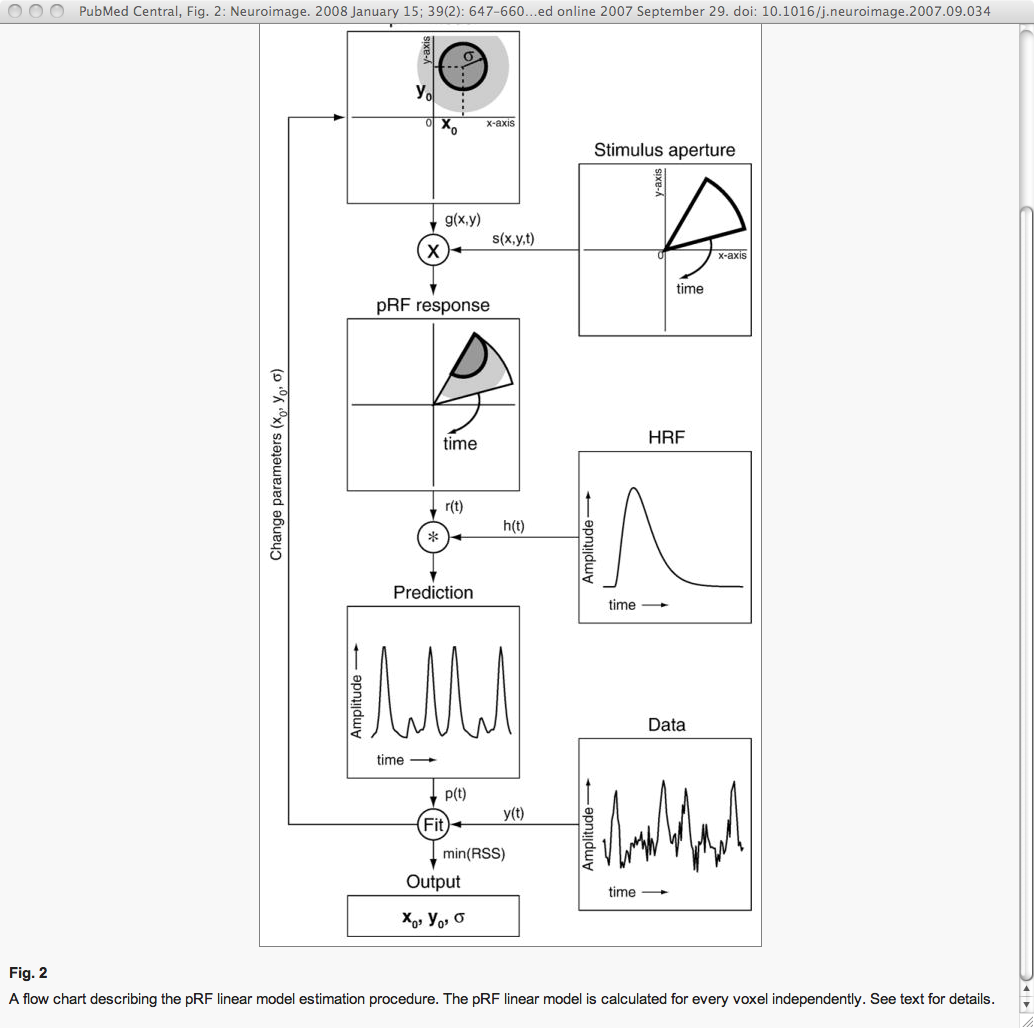 PubMed Central, Fig. 2: Neuroimage. 2008 January 15; 39(2): 647–660...ed online 2007 September 29. doi: 10.1016/j.neuroimage.2007.09.034
y-axis
σ
y₀
0
x₀
x-axis
g(x,y)
Stimulus aperture
y-axis
0
x-axis
time
s(x,y,t)
X
pRF response
time
Change parameters (x₀, y₀, σ)
r(t)
HRF
Amplitude
time
h(t)
*
Prediction
Amplitude
time
p(t)
Data
Amplitude
time
y(t)
Fit
min(RSS)
Output
x₀, y₀, σ
Fig. 2
A flow chart describing the pRF linear model estimation procedure. The pRF linear model is calculated for every voxel independently. See text for details.